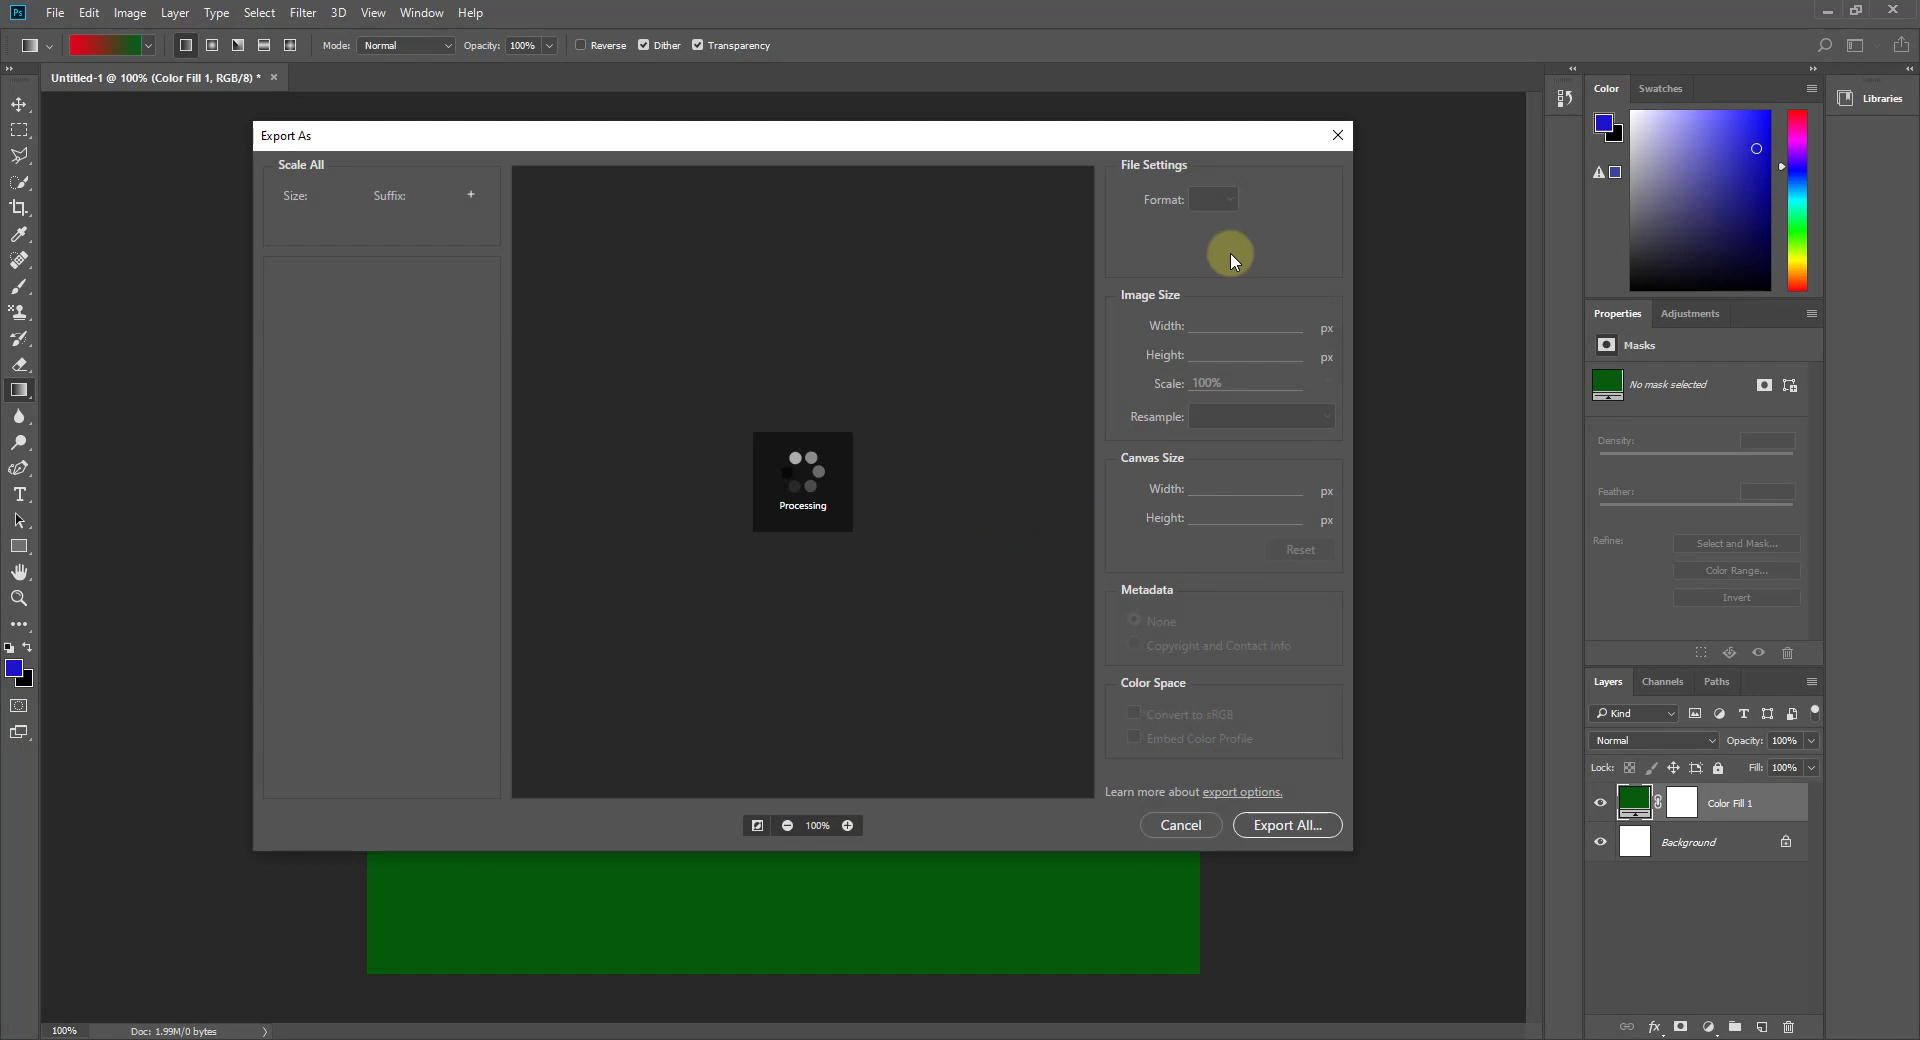 Ps File Edit Image Layer Type Select Filter 3D View Window Help
Mode: Normal Opacity: 100% Reverse Dither Transparency
Untitled-1 @ 100% (Color Fill 1, RGB/8) *
Export As
Scale All
Size: Suffix: +
Processing
100%
File Settings
Format:
Image Size
Width: px
Height: px
Scale: 100%
Resample:
Canvas Size
Width: px
Height: px
Reset
Metadata
None
Copyright and Contact Info
Color Space
Convert to sRGB
Embed Color Profile
Learn more about export options.
Cancel Export All...
Color Swatches
Libraries
Properties Adjustments
Masks
No mask selected
Density:
Feather:
Refine: Select and Mask...
Color Range...
Invert
Layers Channels Paths
Kind
Normal Opacity: 100%
Lock: Fill: 100%
Color Fill 1
Background
fx
100% Doc: 1.99M/0 bytes